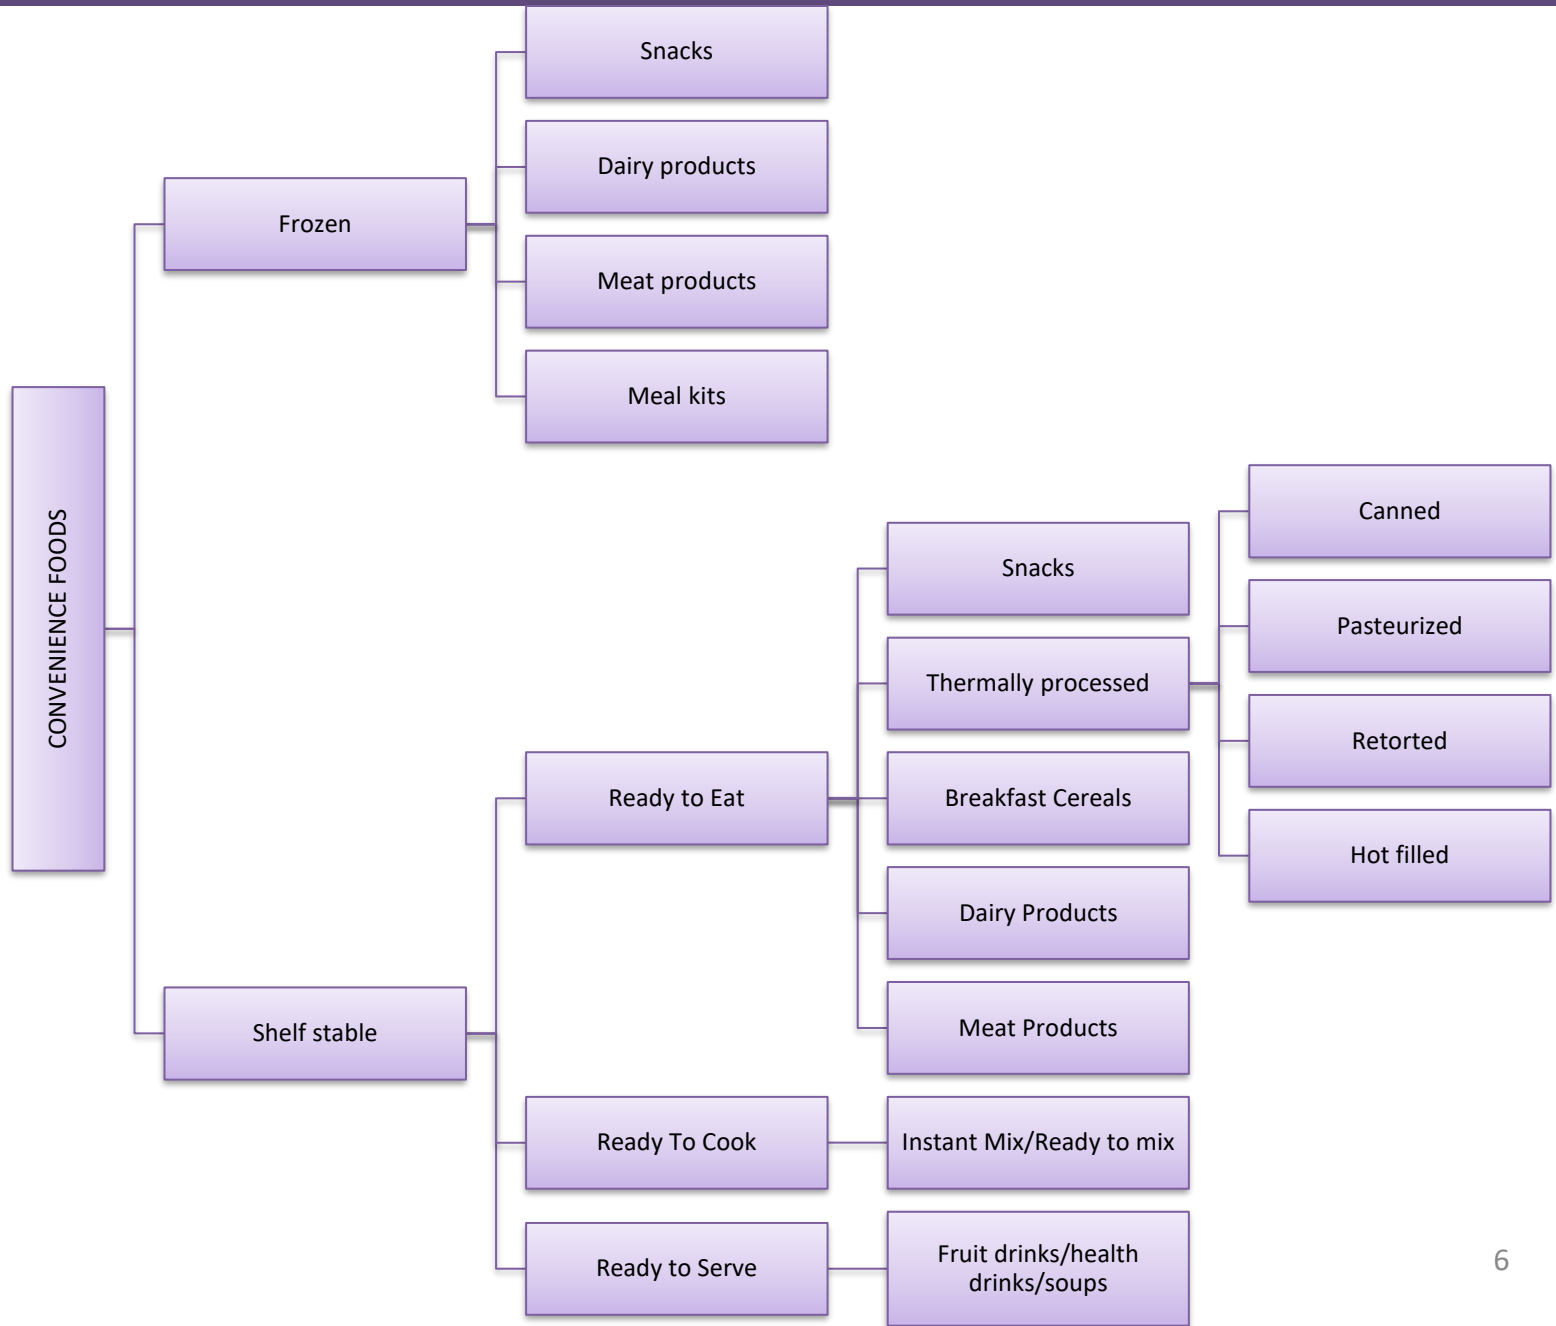 CONVENIENCE FOODS
Frozen
Snacks
Dairy products
Meat products
Meal kits
Shelf stable
Ready to Eat
Snacks
Thermally processed
Canned
Pasteurized
Retorted
Hot filled
Breakfast Cereals
Dairy Products
Meat Products
Ready To Cook
Instant Mix/Ready to mix
Ready to Serve
Fruit drinks/health
drinks/soups
6